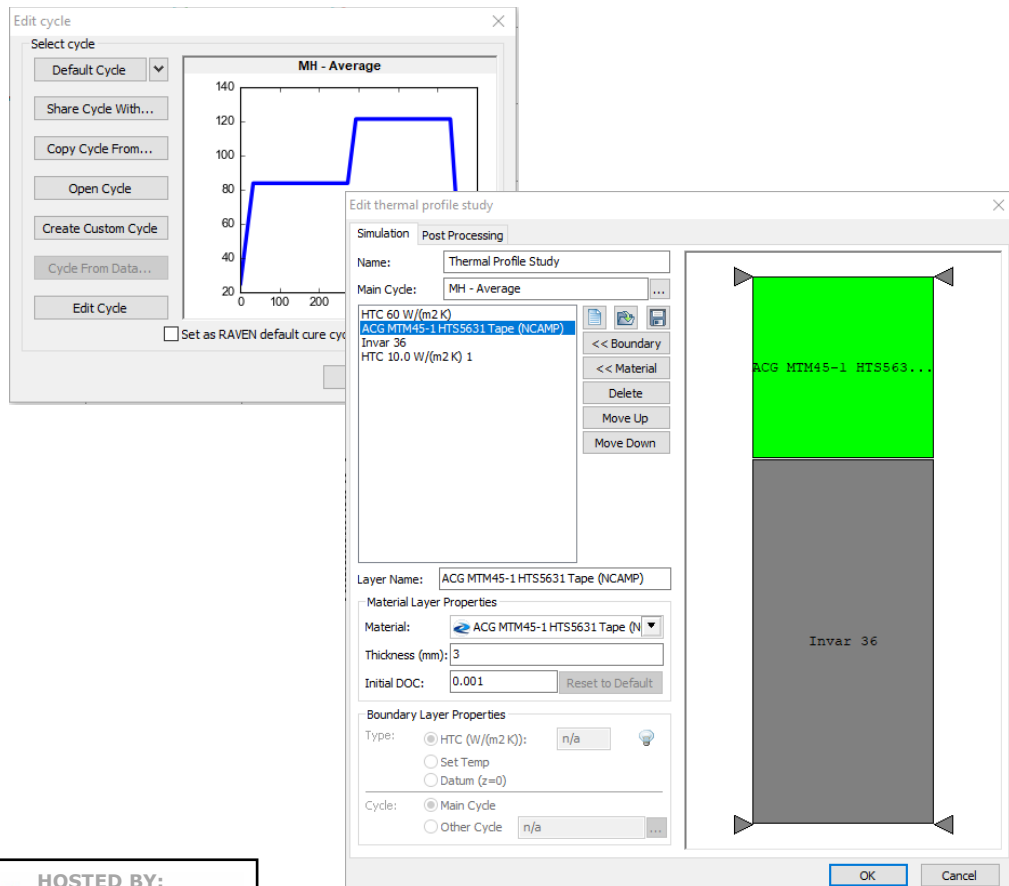 Edit cycle
Select cycle
Default Cycle
Share Cycle With...
Copy Cycle From...
Open Cycle
Create Custom Cycle
Cycle From Data...
Edit Cycle
MH - Average
140
120
100
80
60
40
20
0 100 200
Set as RAVEN default cure cy
Edit thermal profile study
Simulation Post Processing
Name: Thermal Profile Study
Main Cycle: MH - Average ...
HTC 60 W/(m2 K)
ACG MTM45-1 HTS5631 Tape (NCAMP)
Invar 36
HTC 10.0 W/(m2 K) 1
<< Boundary
<< Material
Delete
Move Up
Move Down
Layer Name: ACG MTM45-1 HTS5631 Tape (NCAMP)
Material Layer Properties
Material: ACG MTM45-1 HTS5631 Tape (N
Thickness (mm): 3
Initial DOC: 0.001 Reset to Default
Boundary Layer Properties
Type: HTC (W/(m2 K)): n/a
Set Temp
Datum (z=0)
Cycle: Main Cycle
Other Cycle n/a ...
ACG MTM45-1 HTS563...
Invar 36
OK Cancel
HOSTED BY: